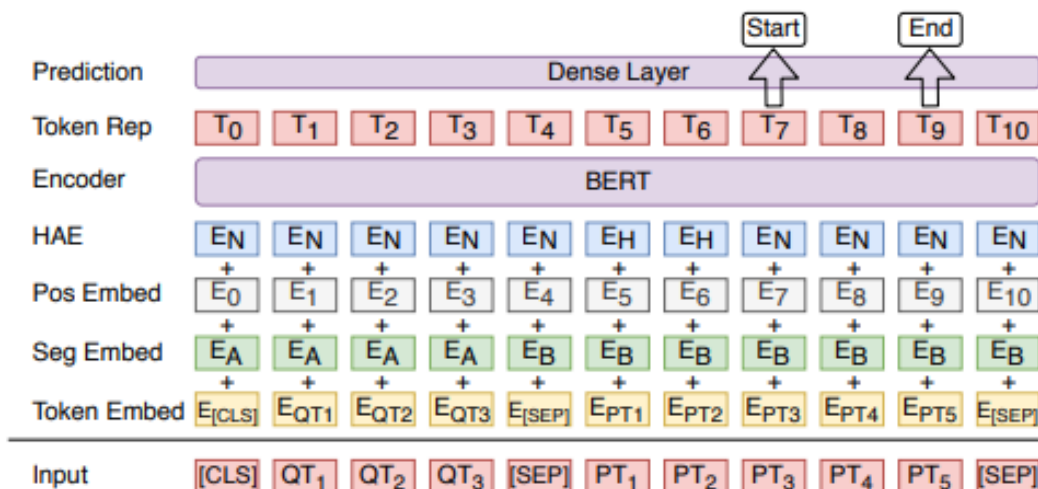 Start End
Prediction Dense Layer
Token Rep T0 T1 T2 T3 T4 T5 T6 T7 T8 T9 T10
Encoder BERT
HAE EN EN EN EN EN EH EH EN EN EN EN
+ + + + + + + + + + +
Pos Embed E0 E1 E2 E3 E4 E5 E6 E7 E8 E9 E10
+ + + + + + + + + + +
Seg Embed EA EA EA EA EB EB EB EB EB EB EB
+ + + + + + + + + + +
Token Embed E[CLS] EQT1 EQT2 EQT3 E[SEP] EPT1 EPT2 EPT3 EPT4 EPT5 E[SEP]
Input [CLS] QT1 QT2 QT3 [SEP] PT1 PT2 PT3 PT4 PT5 [SEP]